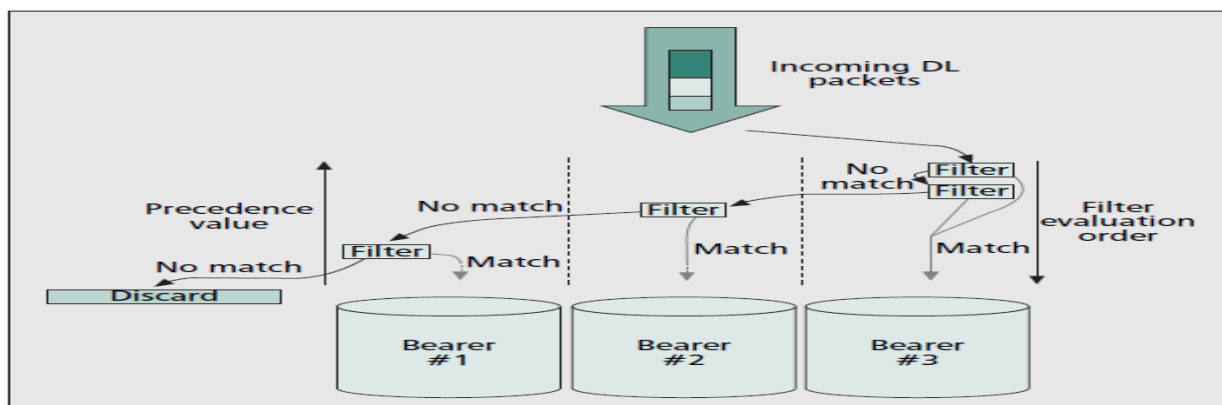 Incoming DL
packets
No
match
Filter
Filter
Filter
evaluation
order
Precedence
value
No match
Filter
Match
Match
No match
Filter
Match
Discard
Bearer
#1
Bearer
#2
Bearer
#3